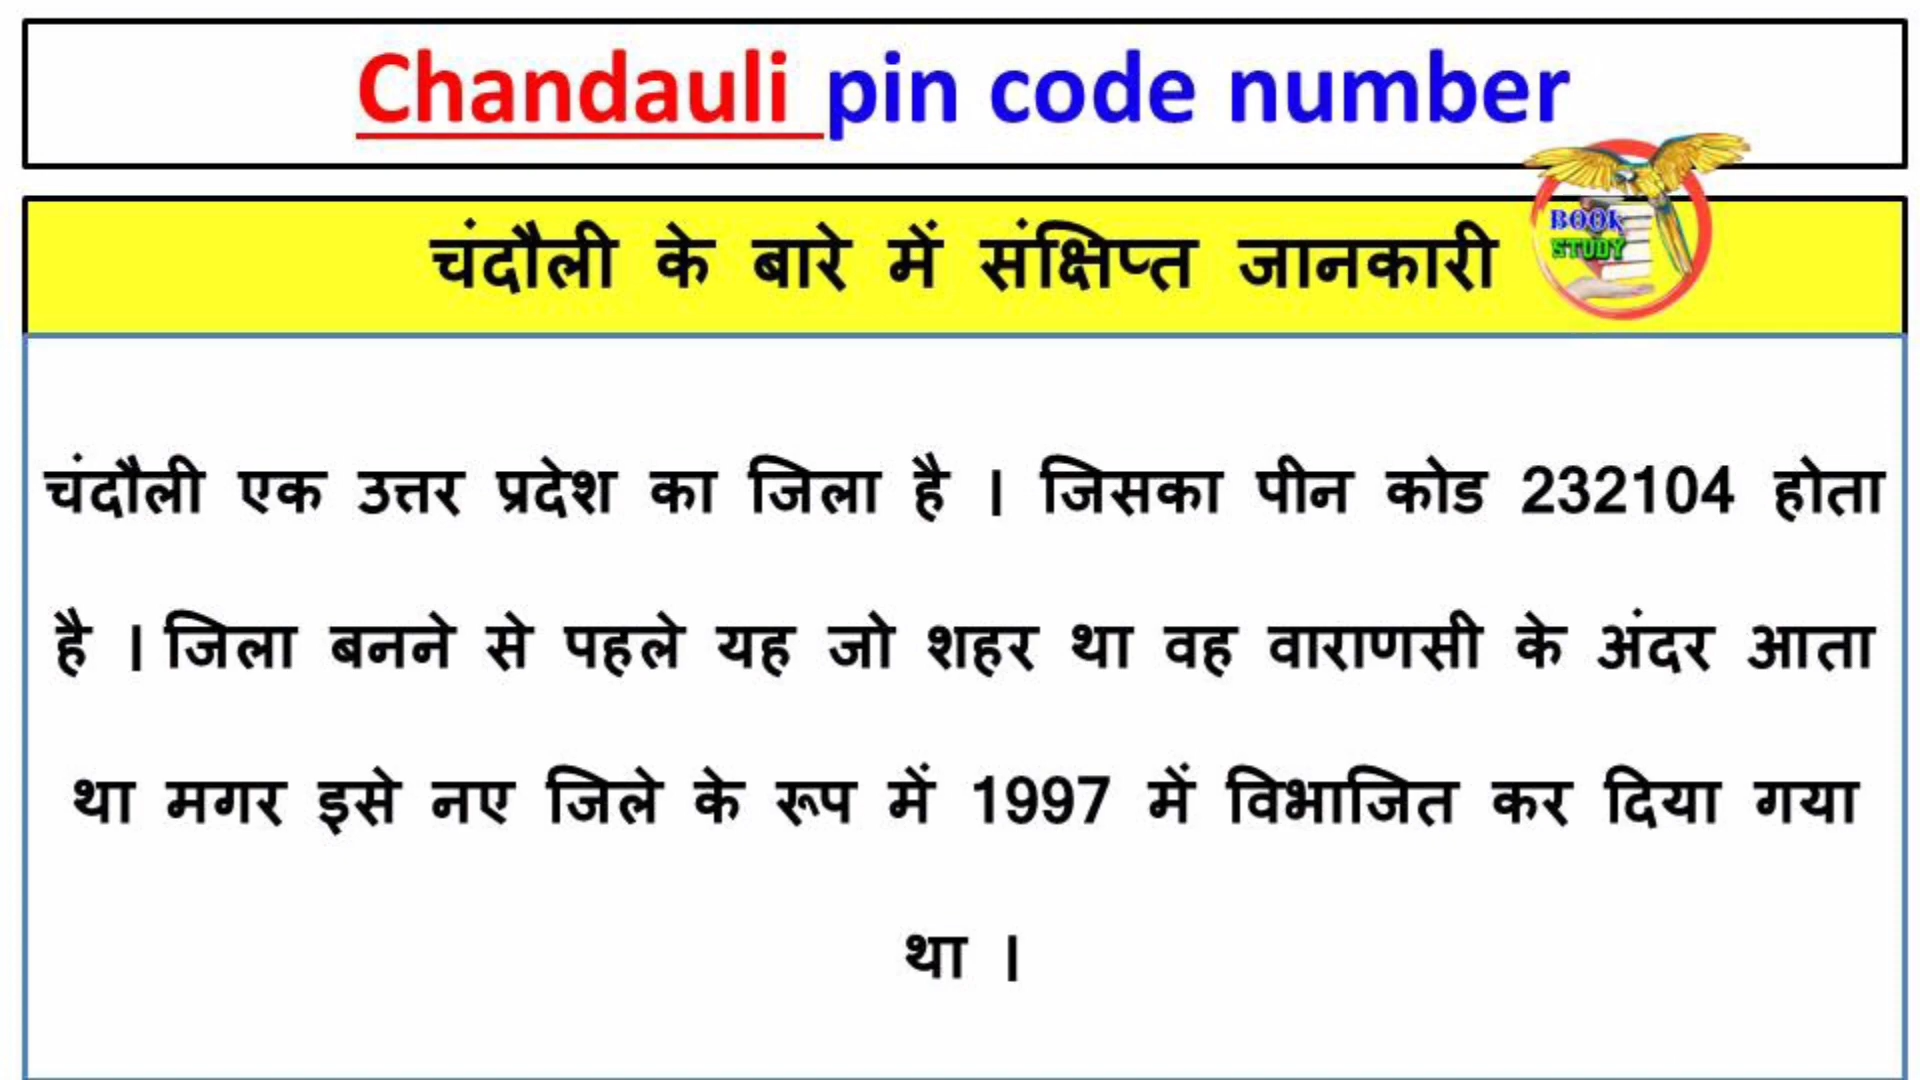 Chandauli pin code number
BOOK
STUDY
चंदौली के बारे में संक्षिप्त जानकारी
चंदौली एक उत्तर प्रदेश का जिला है । जिसका पीन कोड 232104 होता
है । जिला बनने से पहले यह जो शहर था वह वाराणसी के अंदर आता
था मगर इसे नए जिले के रूप में 1997 में विभाजित कर दिया गया
था ।